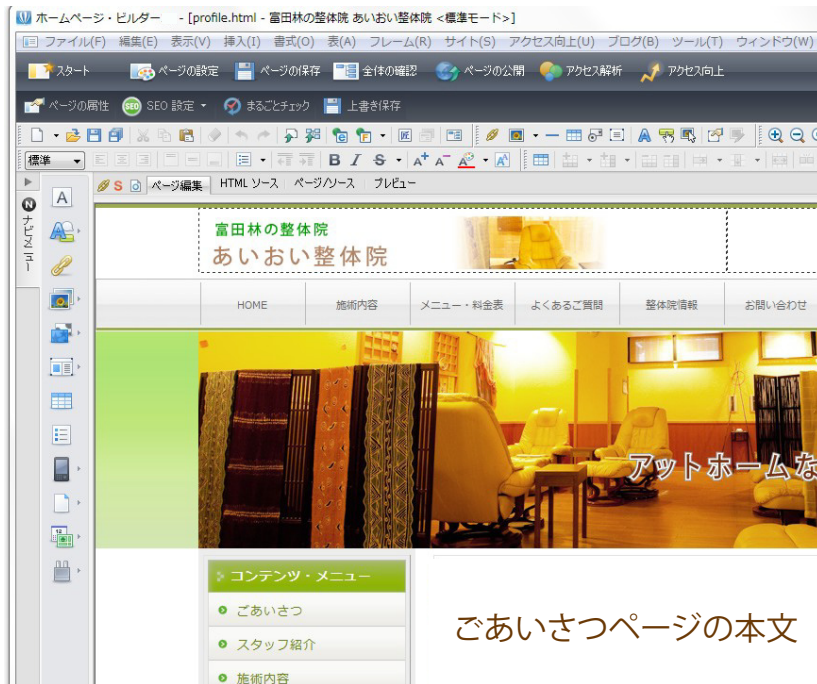 ホームページ・ビルダー - [profile.html - 富田林の整体院 あいおい整体院 <標準モード>]
ファイル(F) 編集(E) 表示(V) 挿入(I) 書式(O) 表(A) フレーム(R) サイト(S) アクセス向上(U) ブログ(B) ツール(T) ウィンドウ(W)
スタート ページの設定 ページの保存 全体の確認 ページの公開 アクセス解析 アクセス向上
ページの属性 SEO SEO 設定 まるごとチェック 上書き保存
標準 B I S A+ A- A
S ページ編集 HTML ソース ページ/ソース プレビュー
N ナビメニュー
A
富田林の整体院
あいおい整体院
HOME 施術内容 メニュー・料金表 よくあるご質問 整体院情報 お問い合わせ
アットホームな
コンテンツ・メニュー
ごあいさつ
スタッフ紹介
施術内容
ごあいさつページの本文